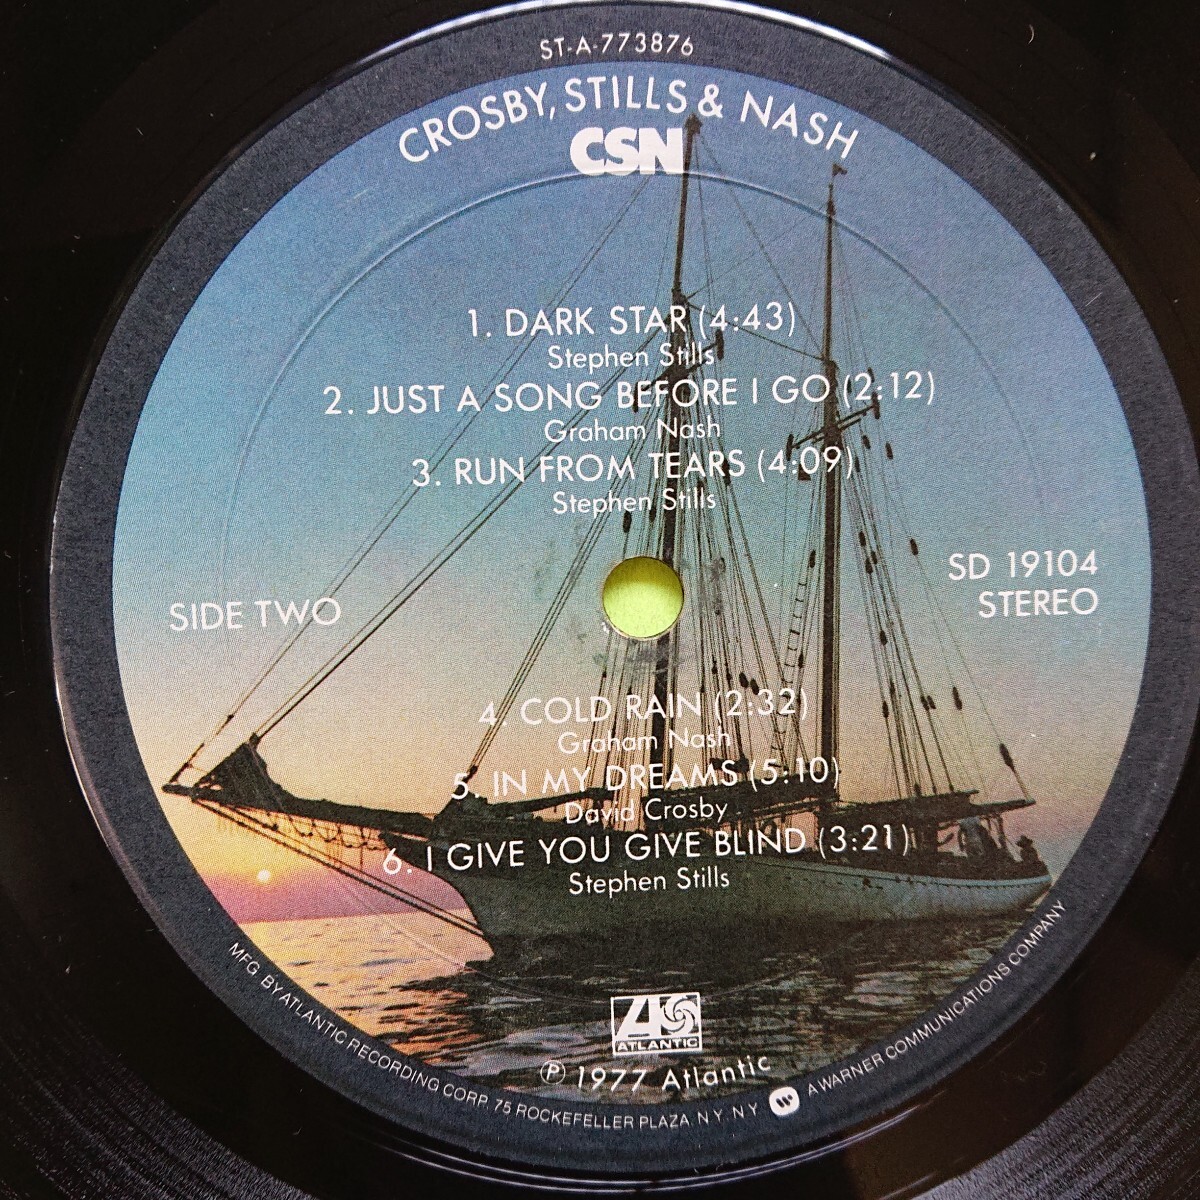 ST-A-773876
CROSBY, STILLS & NASH
CSN
1. DARK STAR (4:43)
Stephen Stills
2. JUST A SONG BEFORE I GO (2:12)
Graham Nash
3. RUN FROM TEARS (4:09)
Stephen Stills
SIDE TWO
SD 19104
STEREO
4. COLD RAIN (2:32)
Graham Nash
5. IN MY DREAMS (5:10)
David Crosby
6. I GIVE YOU GIVE BLIND (3:21)
Stephen Stills
ATLANTIC
℗ 1977 Atlantic
MFG BY ATLANTIC RECORDING CORP. 75 ROCKEFELLER PLAZA N Y N Y A WARNER COMMUNICATIONS COMPANY